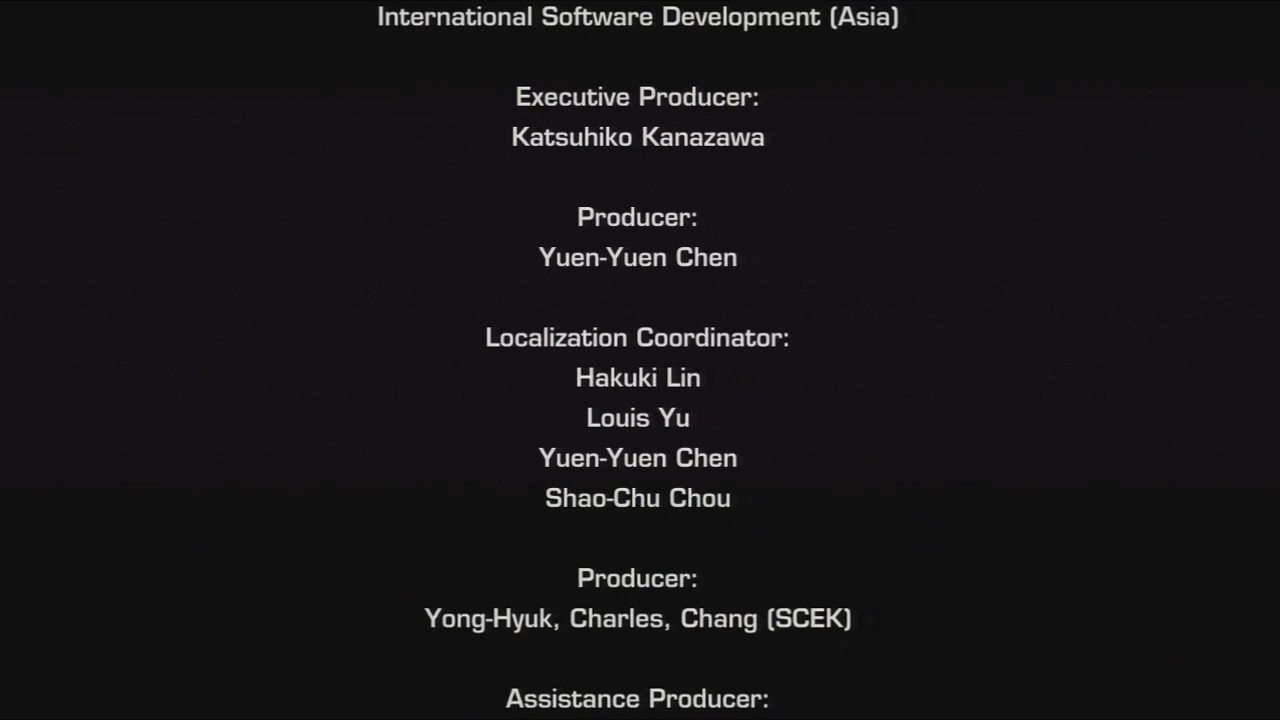 International Software Development (Asia)
Executive Producer:
Katsuhiko Kanazawa
Producer:
Yuen-Yuen Chen
Localization Coordinator:
Hakuki Lin
Louis Yu
Yuen-Yuen Chen
Shao-Chu Chou
Producer:
Yong-Hyuk, Charles, Chang (SCEK)
Assistance Producer: